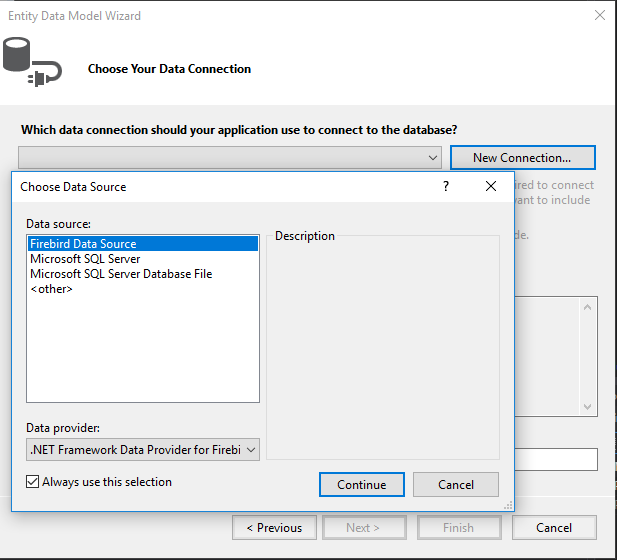 Entity Data Model Wizard
Choose Your Data Connection
Which data connection should your application use to connect to the database?
New Connection...
Choose Data Source
?
ired to connect
vant to include
Data source:
Description
de.
Firebird Data Source
Microsoft SQL Server
Microsoft SQL Server Database File
<other>
Data provider:
.NET Framework Data Provider for Firebi
Always use this selection
Continue
Cancel
< Previous
Next >
Finish
Cancel